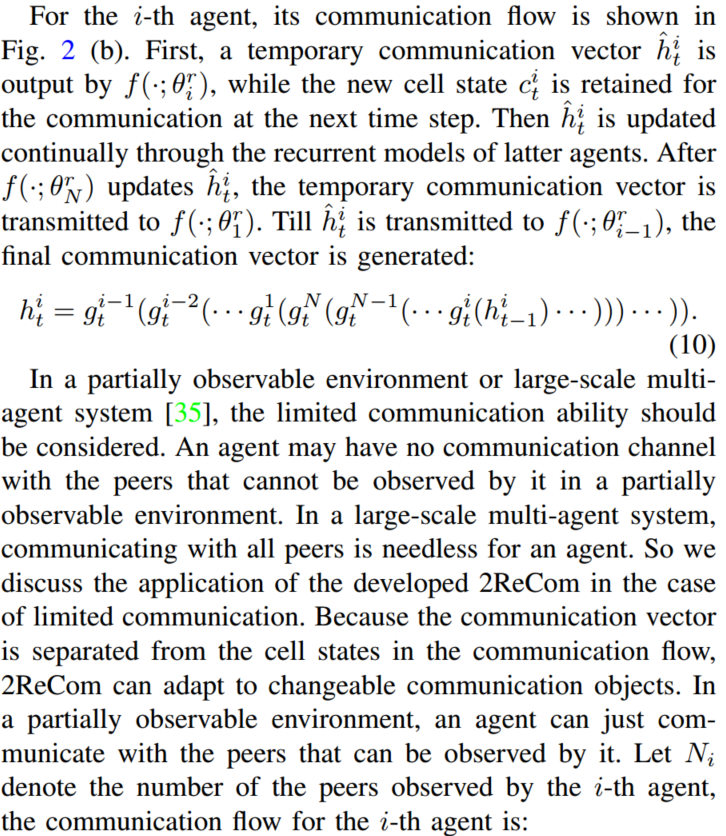 For the i-th agent, its communication flow is shown in
Fig. 2 (b). First, a temporary communication vector $\hat{h}_t^i$ is
output by $f(\cdot; \theta_i^r)$, while the new cell state $c_t^i$ is retained for
the communication at the next time step. Then $\hat{h}_t^i$ is updated
continually through the recurrent models of latter agents. After
$f(\cdot; \theta_N^r)$ updates $\hat{h}_t^i$, the temporary communication vector is
transmitted to $f(\cdot; \theta_1^r)$. Till $\hat{h}_t^i$ is transmitted to $f(\cdot; \theta_{i-1}^r)$, the
final communication vector is generated:
$h_t^i = g_t^{i-1}(g_t^{i-2}(\cdots g_t^1(g_t^N(g_t^{N-1}(\cdots g_t^i(h_{t-1}^i) \cdots))) \cdots)).$
(10)
In a partially observable environment or large-scale multi-
agent system [35], the limited communication ability should
be considered. An agent may have no communication channel
with the peers that cannot be observed by it in a partially
observable environment. In a large-scale multi-agent system,
communicating with all peers is needless for an agent. So we
discuss the application of the developed 2ReCom in the case
of limited communication. Because the communication vector
is separated from the cell states in the communication flow,
2ReCom can adapt to changeable communication objects. In
a partially observable environment, an agent can just com-
municate with the peers that can be observed by it. Let $N_i$
denote the number of the peers observed by the i-th agent,
the communication flow for the i-th agent is: